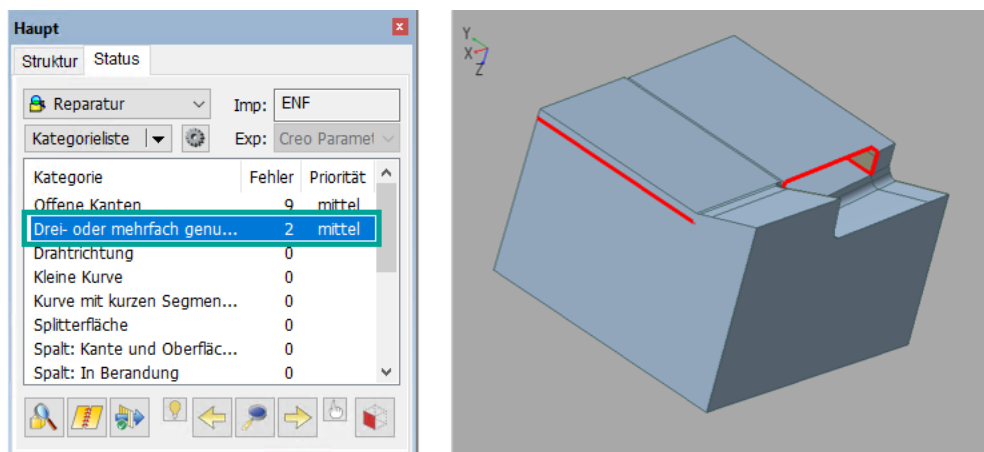 Haupt
x
Struktur Status
Reparatur Imp: ENF
Kategorieliste Exp: Creo Paramet
Kategorie Fehler Priorität
Offene Kanten 9 mittel
Drei- oder mehrfach genu... 2 mittel
Drahtrichtung 0
Kleine Kurve 0
Kurve mit kurzen Segmen... 0
Splitterfläche 0
Spalt: Kante und Oberfläc... 0
Spalt: In Berandung 0
Y
X
Z